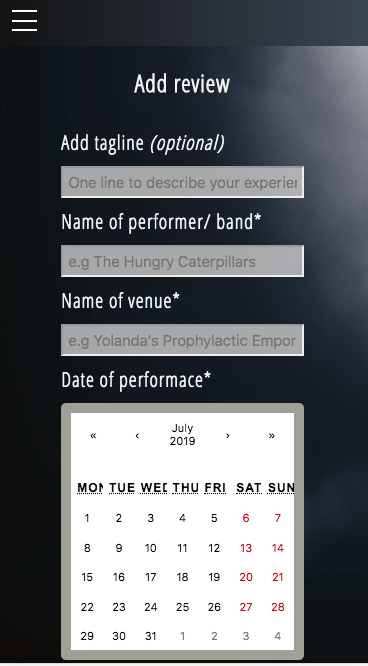 Add review
Add tagline (optional)
One line to describe your experien
Name of performer/ band*
e.g The Hungry Caterpillars
Name of venue*
e.g Yolanda's Prophylactic Empor
Date of performace*
« ‹ July 2019 › »
MON TUE WED THU FRI SAT SUN
1 2 3 4 5 6 7
8 9 10 11 12 13 14
15 16 17 18 19 20 21
22 23 24 25 26 27 28
29 30 31 1 2 3 4